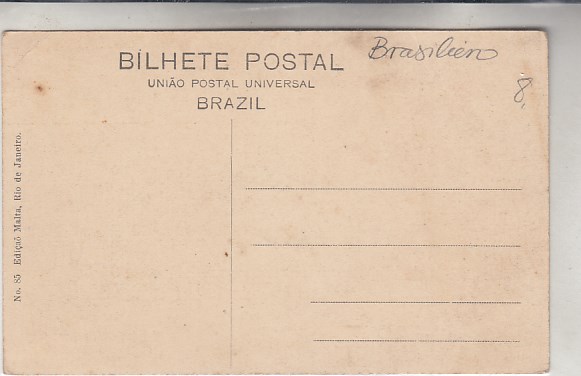 BILHETE POSTAL
Brasilien
UNIÃO POSTAL UNIVERSAL
BRAZIL
8.
No. 85 Edição Malta, Rio de Janeiro.